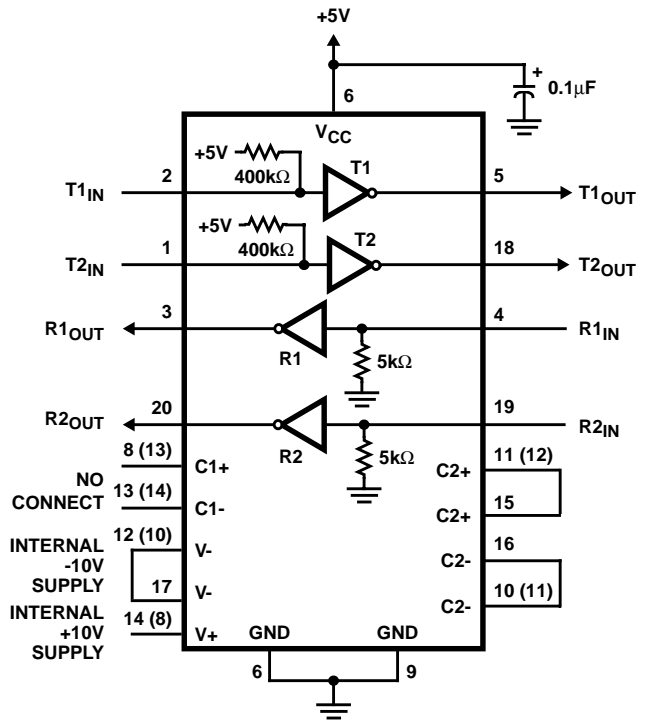 +5V
6
+
0.1μF
VCC
+5V
400kΩ
T1
T1IN
2
5
T1OUT
+5V
400kΩ
T2
T2IN
1
18
T2OUT
R1OUT
3
R1
5kΩ
4
R1IN
R2OUT
20
R2
5kΩ
19
R2IN
8 (13)
C1+
NO
CONNECT
13 (14)
C1-
12 (10)
V-
INTERNAL
-10V
SUPPLY
17
V-
INTERNAL
+10V
SUPPLY
14 (8)
V+
C2+
11 (12)
C2+
15
C2-
16
C2-
10 (11)
GND
GND
6
9